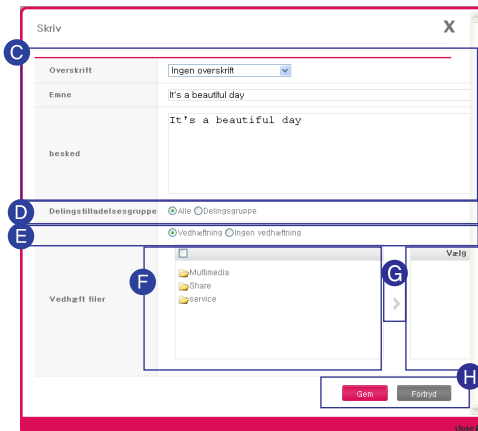 Skriv X
C
Overskrift Ingen overskrift
Emne It's a beautiful day
besked It's a beautiful day
D Delingstilladelsesgruppe Alle Delingsgruppe
E Vedhæftning Ingen vedhæftning
Vælg
F G
Multimedia
Share
Vedhæft filer service
H
Gem Fortryd
close